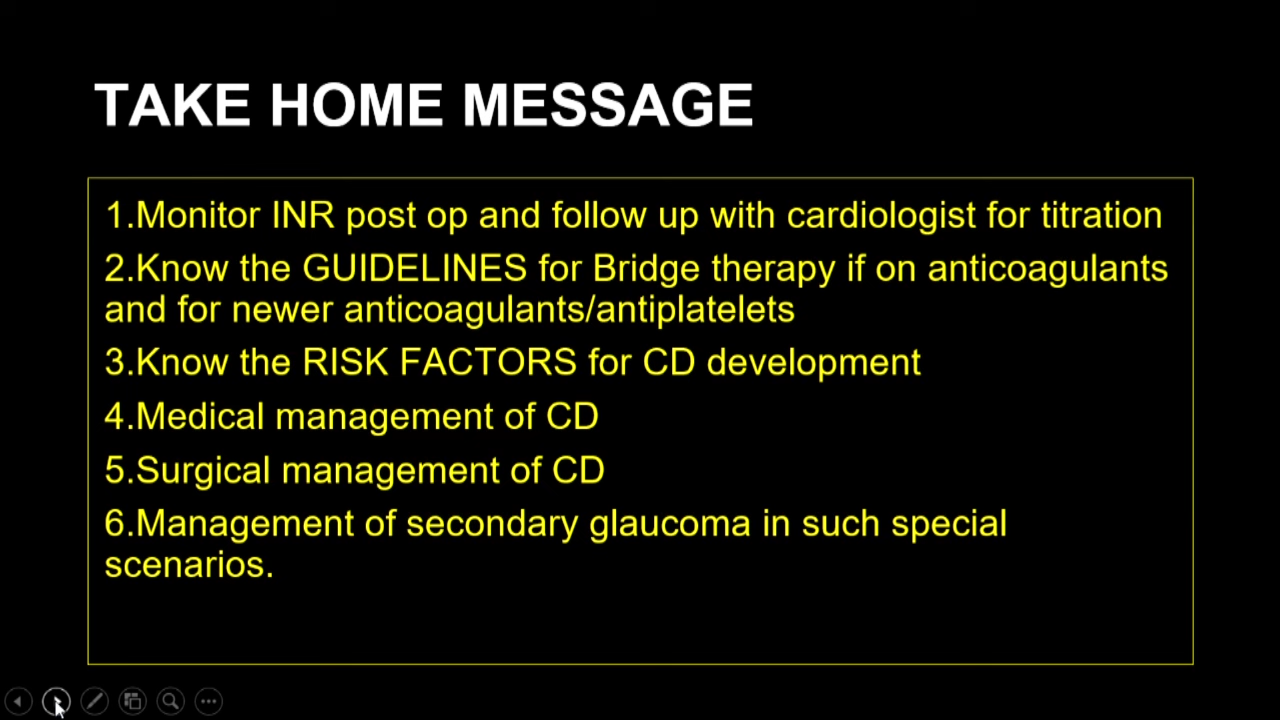 TAKE HOME MESSAGE
1.Monitor INR post op and follow up with cardiologist for titration
2.Know the GUIDELINES for Bridge therapy if on anticoagulants
and for newer anticoagulants/antiplatelets
3.Know the RISK FACTORS for CD development
4.Medical management of CD
5.Surgical management of CD
6.Management of secondary glaucoma in such special
scenarios.